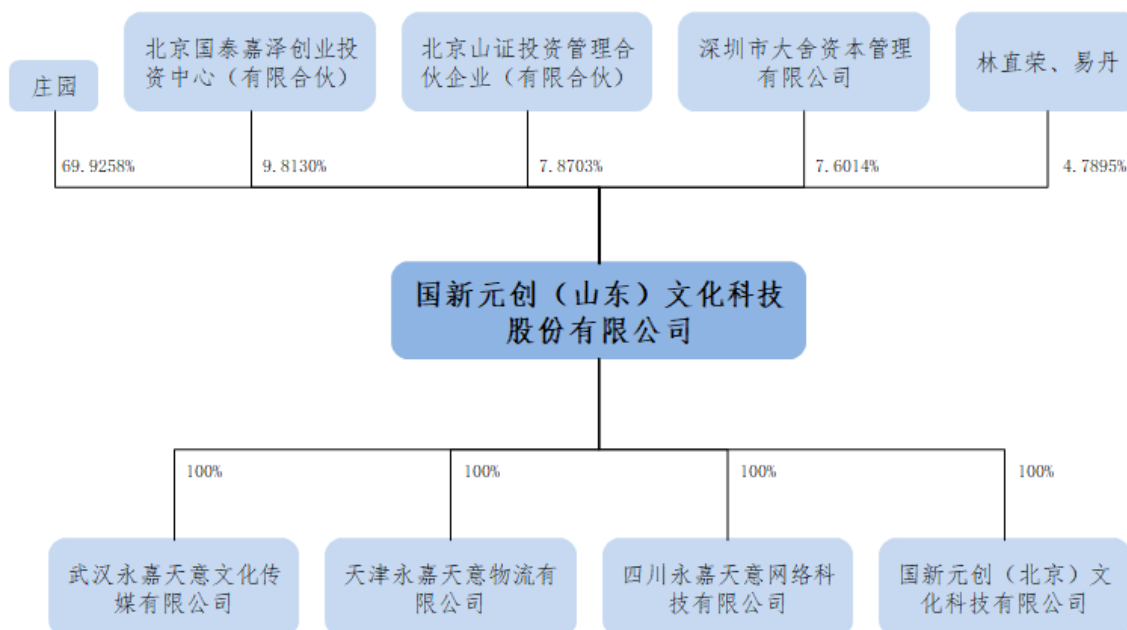 庄园
北京国泰嘉泽创业投
资中心（有限合伙）
北京山证投资管理合
伙企业（有限合伙）
深圳市大舍资本管理
有限公司
林直荣、易丹
69.9258%
9.8130%
7.8703%
7.6014%
4.7895%
国新元创（山东）文化科技
股份有限公司
100%
100%
100%
100%
武汉永嘉天意文化传
媒有限公司
天津永嘉天意物流有
限公司
四川永嘉天意网络科
技有限公司
国新元创（北京）文
化科技有限公司